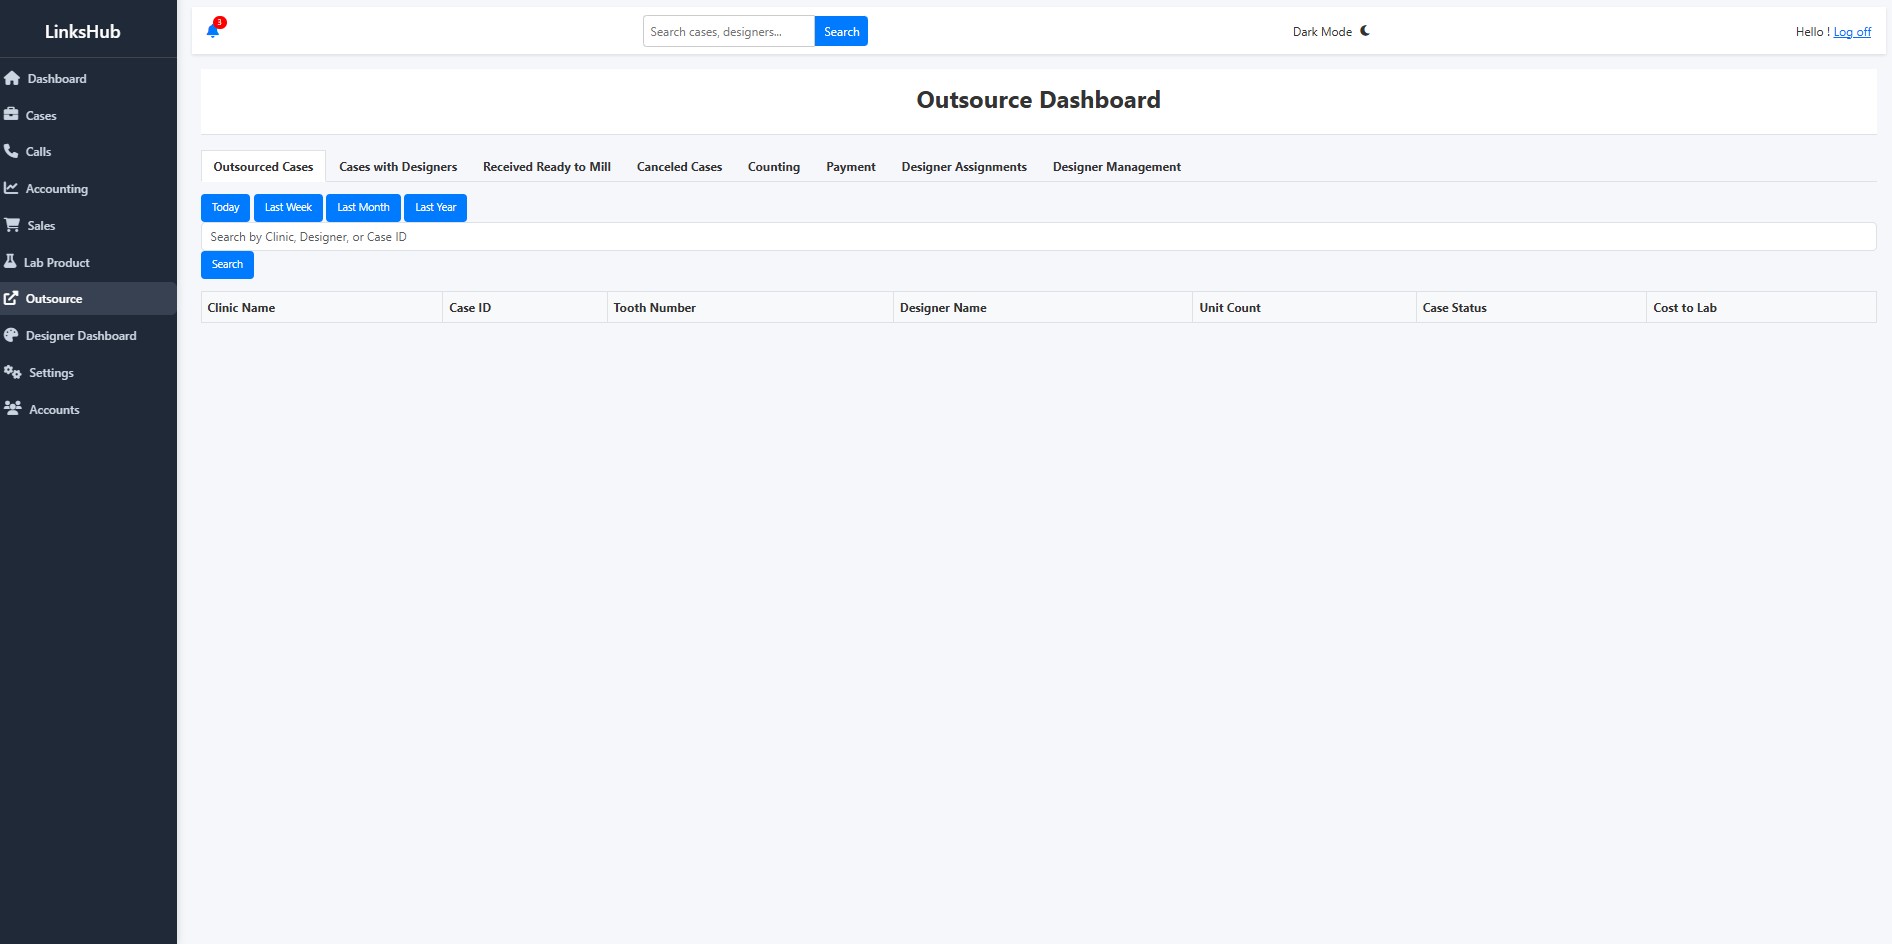 LinksHub
Dashboard
Cases
Calls
Accounting
Sales
Lab Product
Outsource
Designer Dashboard
Settings
Accounts
3
Search cases, designers...
Search
Dark Mode
Hello ! Log off
Outsource Dashboard
Outsourced Cases
Cases with Designers
Received Ready to Mill
Canceled Cases
Counting
Payment
Designer Assignments
Designer Management
Today
Last Week
Last Month
Last Year
Search by Clinic, Designer, or Case ID
Search
Clinic Name
Case ID
Tooth Number
Designer Name
Unit Count
Case Status
Cost to Lab